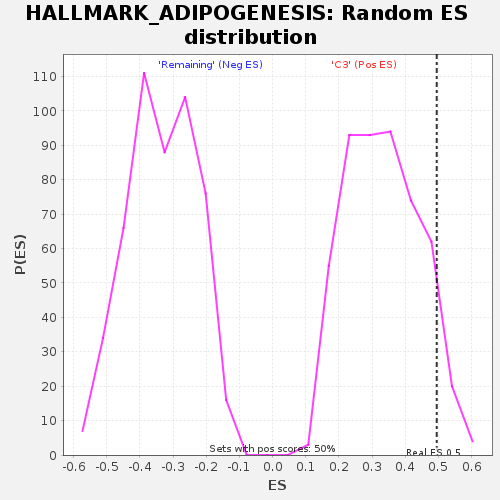 HALLMARK_ADIPOGENESIS: Random ES
distribution
'Remaining' (Neg ES)
'C3' (Pos ES)
110
100
90
80
70
60
50
40
30
20
10
0
P(ES)
Sets with pos scores: 50%
Real ES 0.5
-0.6 -0.5 -0.4 -0.3 -0.2 -0.1 0.0 0.1 0.2 0.3 0.4 0.5 0.6
ES